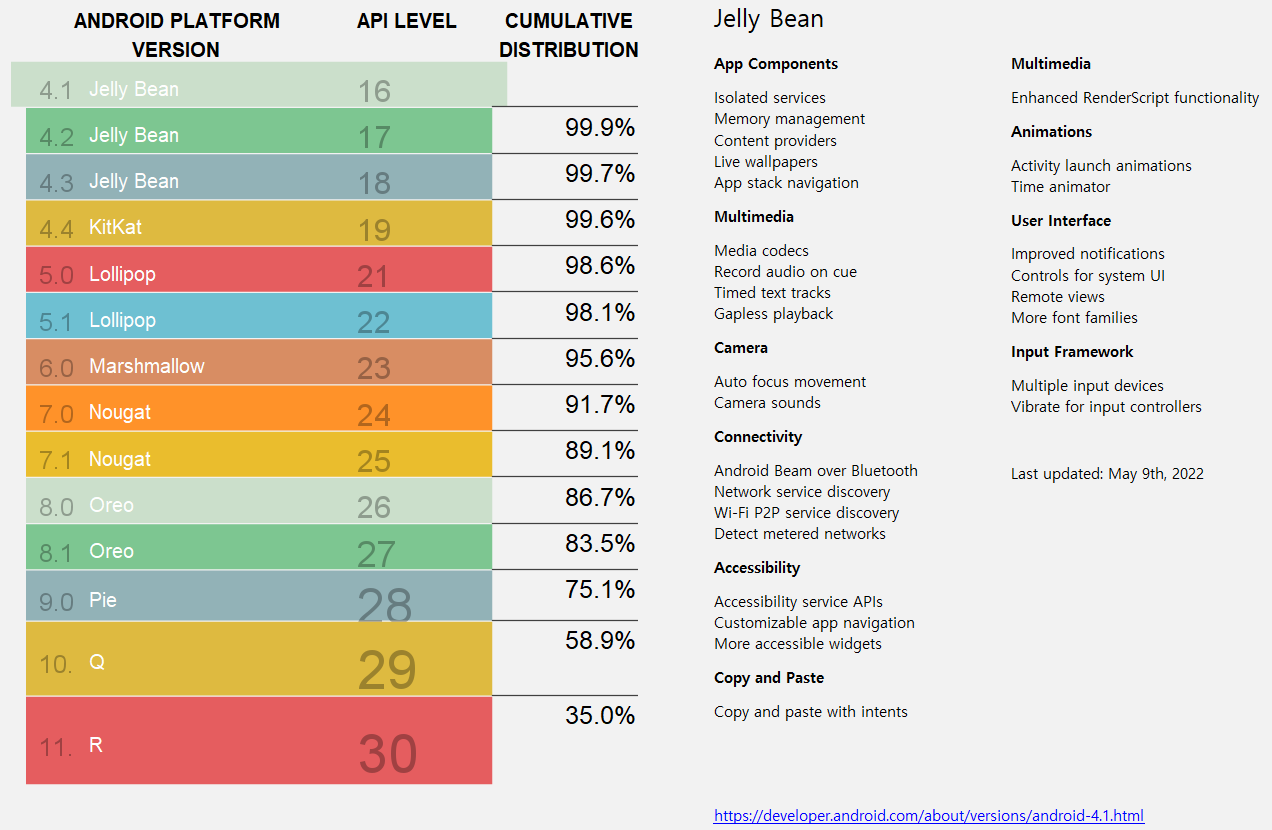 ANDROID PLATFORM VERSION API LEVEL CUMULATIVE DISTRIBUTION
4.1 Jelly Bean 16
4.2 Jelly Bean 17 99.9%
4.3 Jelly Bean 18 99.7%
4.4 KitKat 19 99.6%
5.0 Lollipop 21 98.6%
5.1 Lollipop 22 98.1%
6.0 Marshmallow 23 95.6%
7.0 Nougat 24 91.7%
7.1 Nougat 25 89.1%
8.0 Oreo 26 86.7%
8.1 Oreo 27 83.5%
9.0 Pie 28 75.1%
10. Q 29 58.9%
11. R 30 35.0%
Jelly Bean
App Components
Isolated services
Memory management
Content providers
Live wallpapers
App stack navigation
Multimedia
Media codecs
Record audio on cue
Timed text tracks
Gapless playback
Camera
Auto focus movement
Camera sounds
Connectivity
Android Beam over Bluetooth
Network service discovery
Wi-Fi P2P service discovery
Detect metered networks
Accessibility
Accessibility service APIs
Customizable app navigation
More accessible widgets
Copy and Paste
Copy and paste with intents
Multimedia
Enhanced RenderScript functionality
Animations
Activity launch animations
Time animator
User Interface
Improved notifications
Controls for system UI
Remote views
More font families
Input Framework
Multiple input devices
Vibrate for input controllers
Last updated: May 9th, 2022
https://developer.android.com/about/versions/android-4.1.html